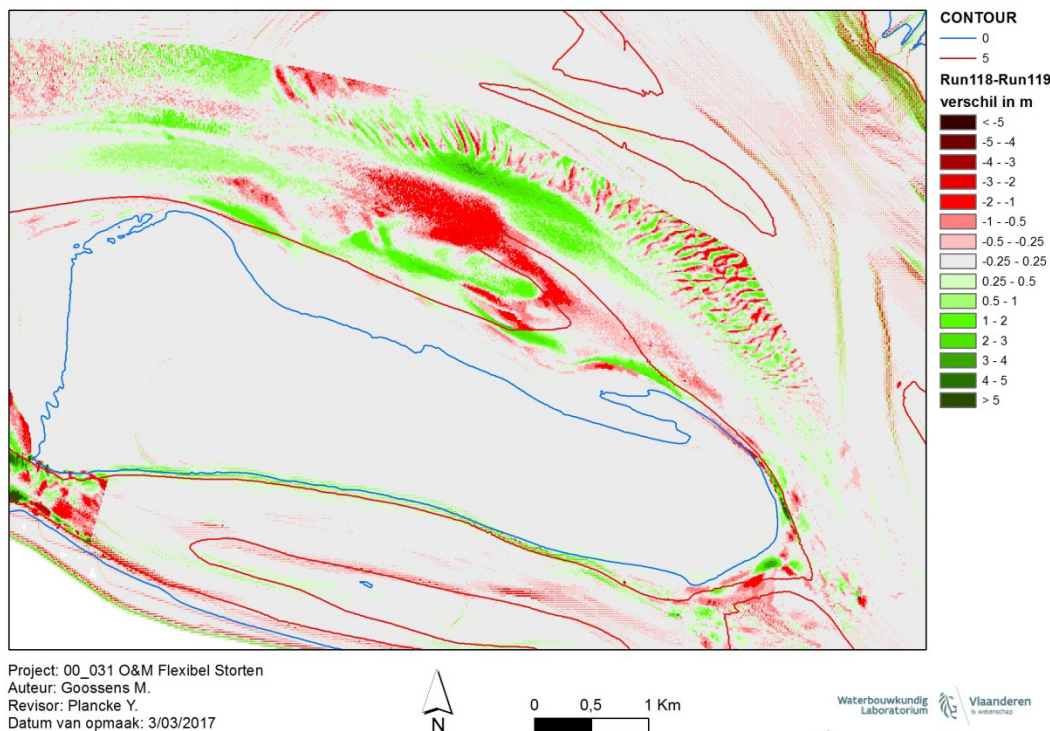 CONTOUR
0
5
Run118-Run119
verschil in m
< -5
-5 - -4
-4 - -3
-3 - -2
-2 - -1
-1 - -0.5
-0.5 - -0.25
-0.25 - 0.25
0.25 - 0.5
0.5 - 1
1 - 2
2 - 3
3 - 4
4 - 5
> 5
Project: 00_031 O&M Flexibel Storten
Auteur: Goossens M.
Revisor: Plancke Y.
Datum van opmaak: 3/03/2017
N
0 0,5 1 Km
Waterbouwkundig Laboratorium
Vlaanderen
is wetenschap